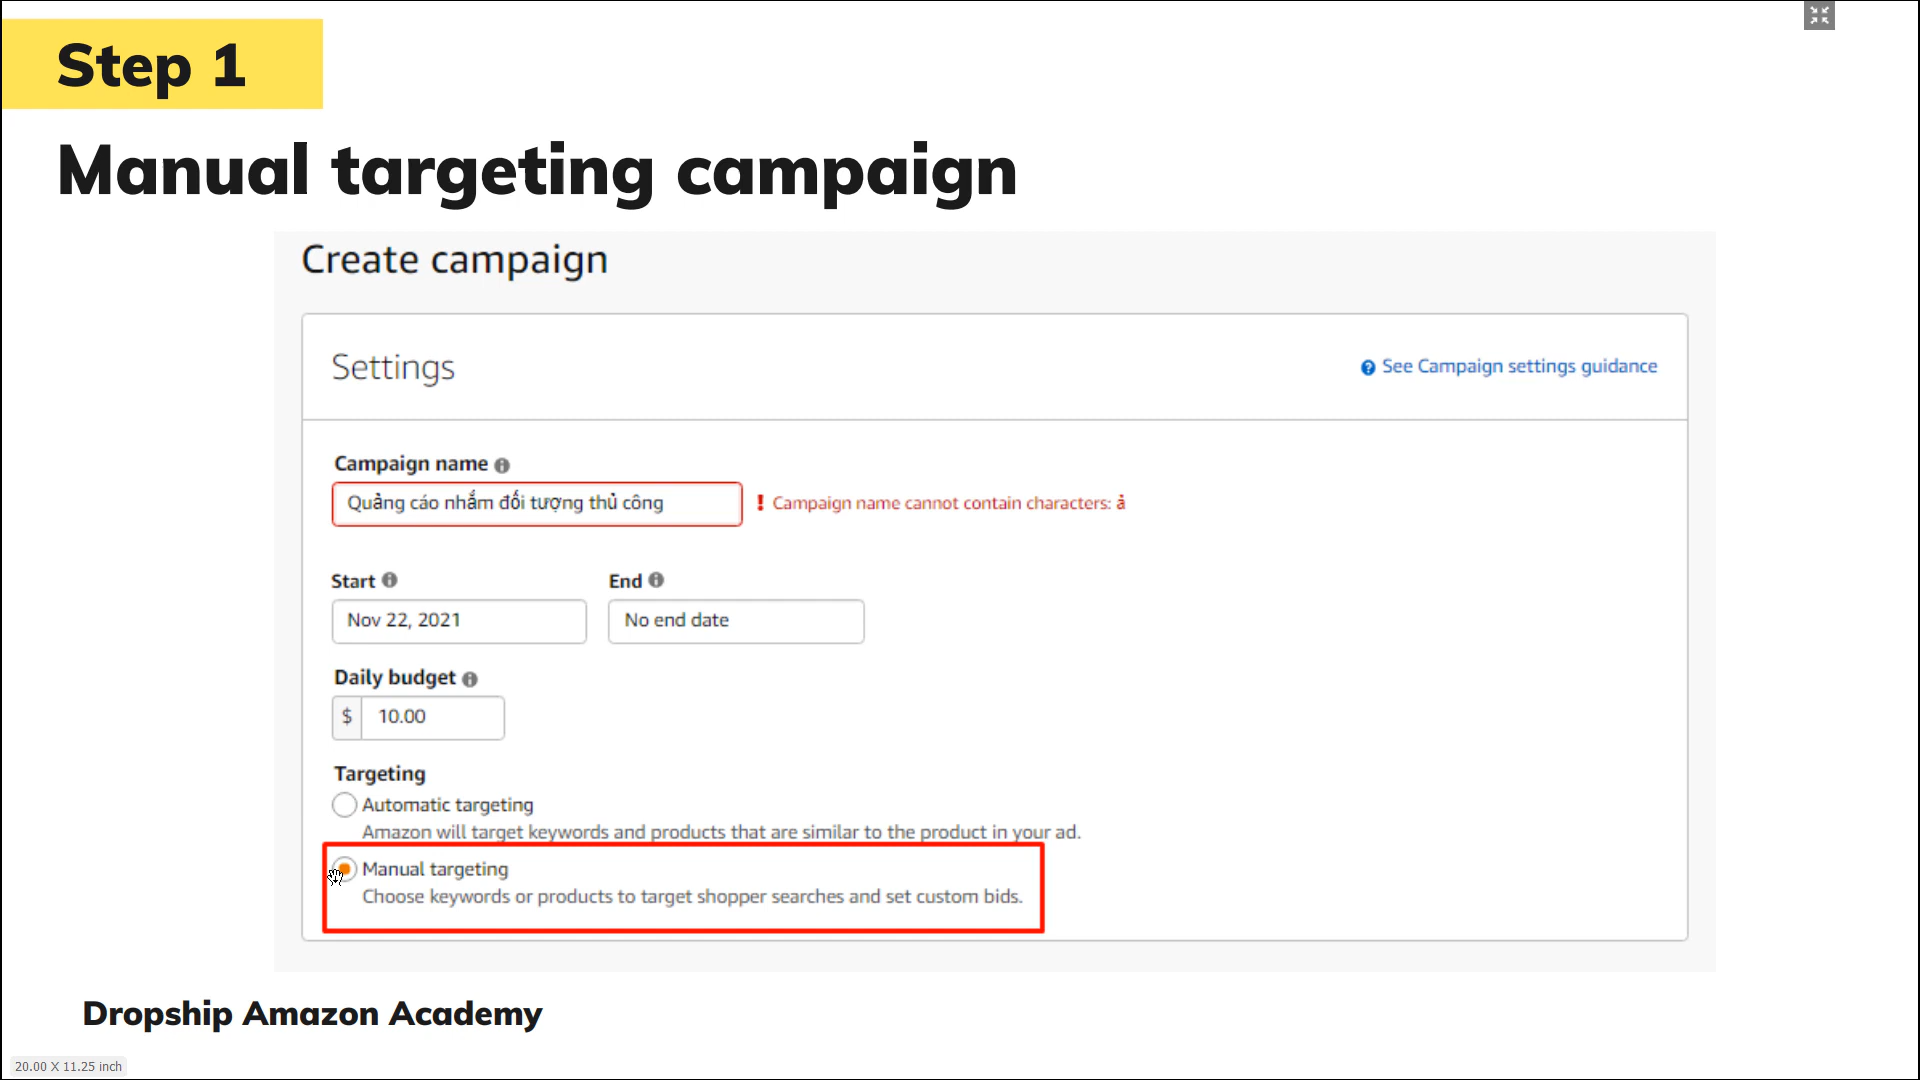 Step 1
Manual targeting campaign
Create campaign
Settings
See Campaign settings guidance
Campaign name
Quảng cáo nhắm đối tượng thủ công
! Campaign name cannot contain characters: ả
Start
End
Nov 22, 2021
No end date
Daily budget
$ 10.00
Targeting
Automatic targeting
Amazon will target keywords and products that are similar to the product in your ad.
Manual targeting
Choose keywords or products to target shopper searches and set custom bids.
Dropship Amazon Academy
20.00 X 11.25 inch